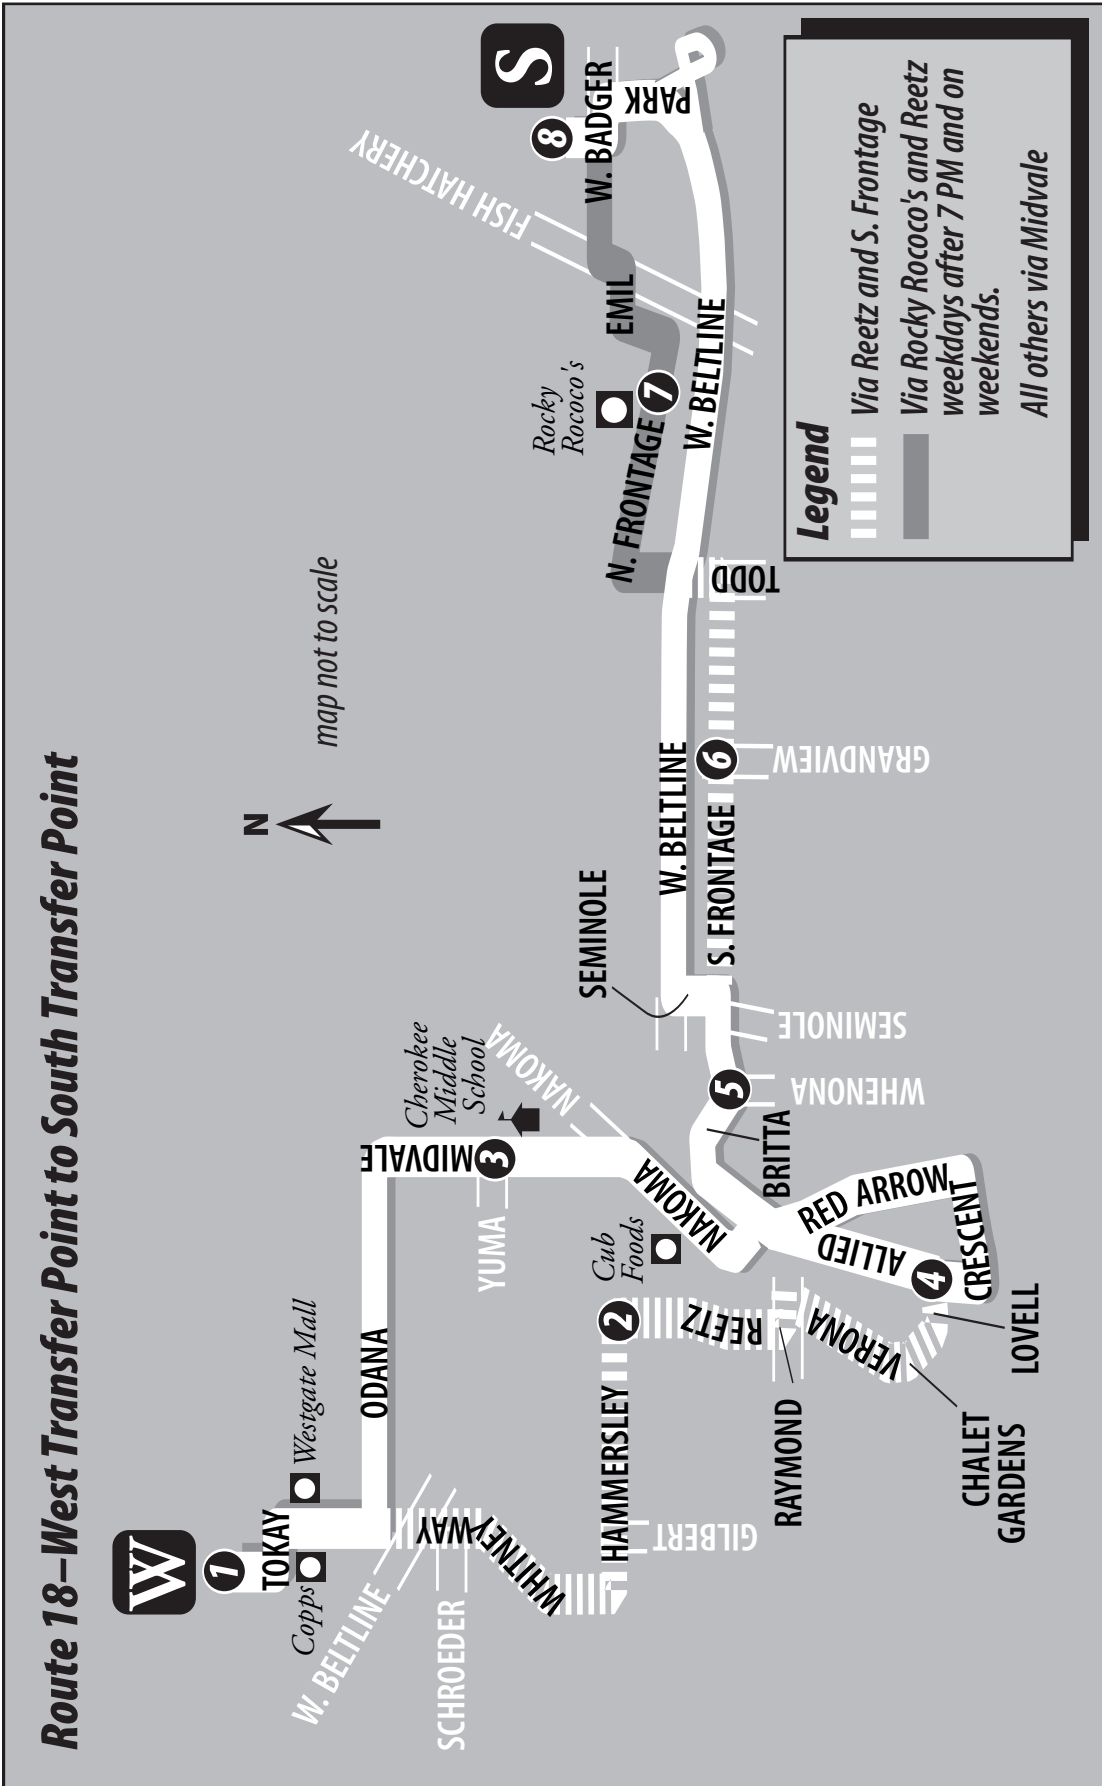 Route 18–West Transfer Point to South Transfer Point
W
1
TOKAY
Copps
Westgate Mall
ODANA
W. BELTLINE
SCHROEDER
WHITNEY WAY
HAMMERSLEY
GILBERT
2
REETZ
Cub
Foods
RAYMOND
VERONA
CHALET
GARDENS
LOVELL
4
CRESCENT
ALLIED
RED ARROW
YUMA
MIDVALE
3
Cherokee
Middle
School
NAKOMA
NAKOMA
BRITTA
5
WHENONA
SEMINOLE
SEMINOLE
N
map not to scale
W. BELTLINE
S. FRONTAGE
6
GRANDVIEW
TODD
N. FRONTAGE
7
Rocky
Rococo's
W. BELTLINE
EMIL
FISH HATCHERY
W. BADGER
8
S
PARK
Legend
Via Reetz and S. Frontage
Via Rocky Rococo's and Reetz
weekdays after 7 PM and on
weekends.
All others via Midvale